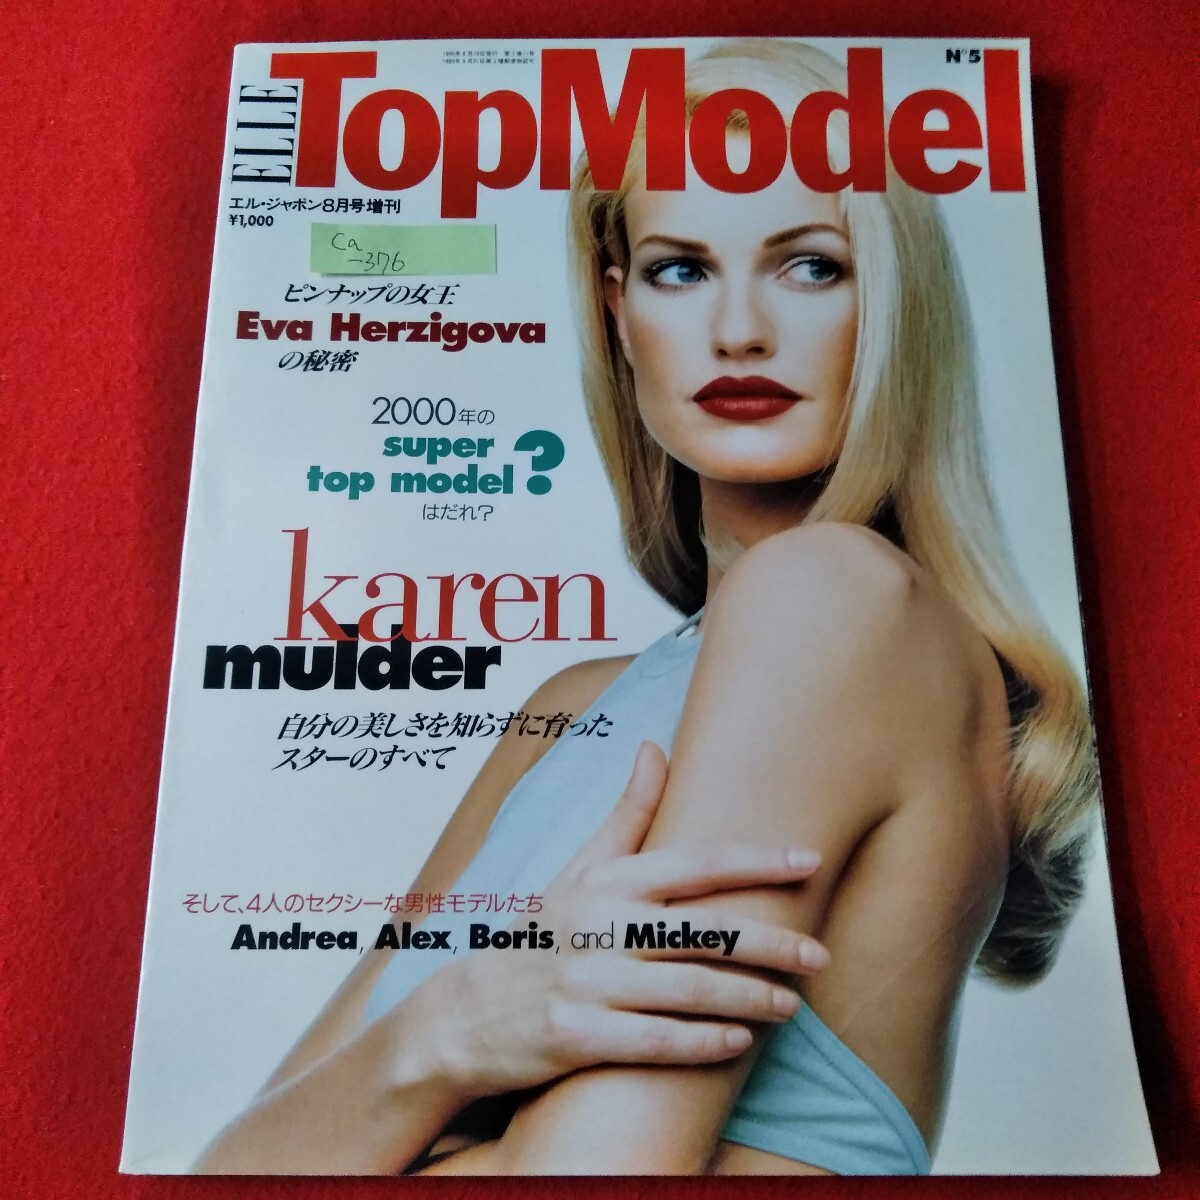 ELLE
TopModel
Nº5
エル・ジャポン8月号増刊
¥1,000
Ca
-376
ピンナップの女王
Eva Herzigova
の秘密
2000年の
super
top model?
はだれ?
karen
mulder
自分の美しさを知らずに育った
スターのすべて
そして、4人のセクシーな男性モデルたち
Andrea, Alex, Boris, and Mickey